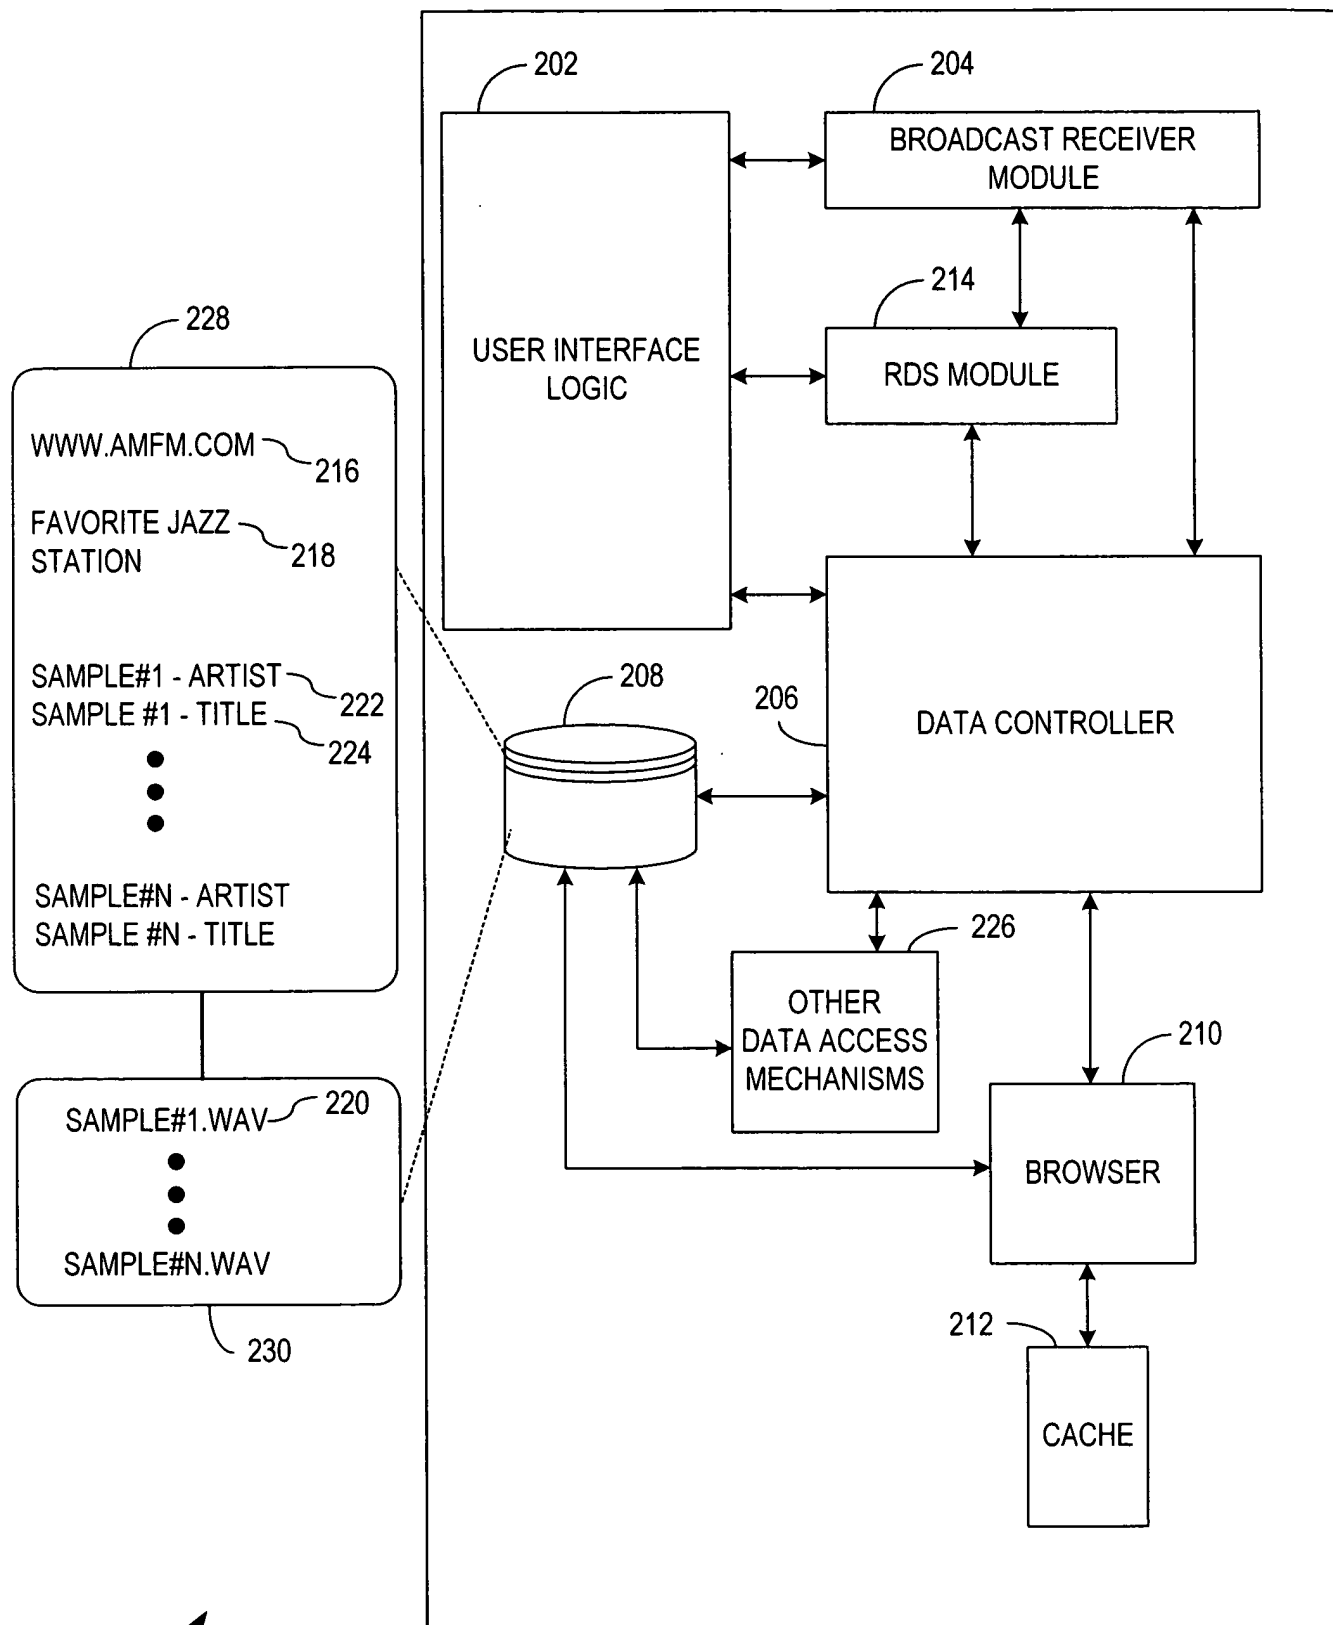 202
204
BROADCAST RECEIVER
MODULE
214
RDS MODULE
USER INTERFACE
LOGIC
228
WWW.AMFM.COM
216
FAVORITE JAZZ
STATION
218
SAMPLE#1 - ARTIST
222
SAMPLE #1 - TITLE
224
SAMPLE#N - ARTIST
SAMPLE #N - TITLE
208
206
DATA CONTROLLER
226
OTHER
DATA ACCESS
MECHANISMS
210
BROWSER
SAMPLE#1.WAV
220
SAMPLE#N.WAV
230
212
CACHE